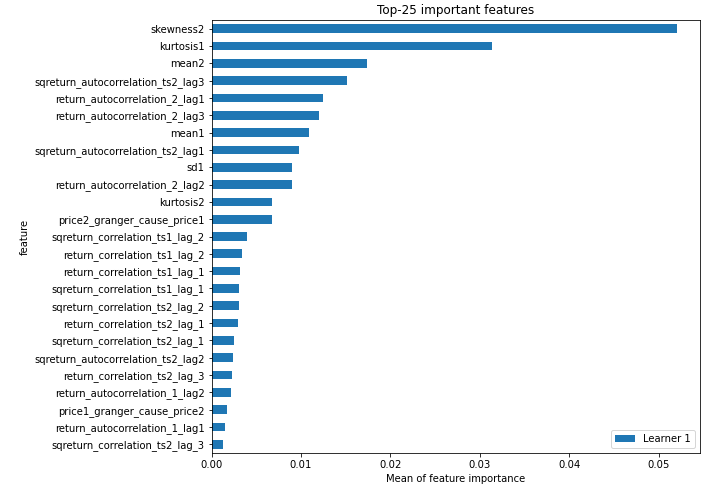 Top-25 important features
skewness2
kurtosis1
mean2
sqreturn_autocorrelation_ts2_lag3
return_autocorrelation_2_lag1
return_autocorrelation_2_lag3
mean1
sqreturn_autocorrelation_ts2_lag1
sd1
return_autocorrelation_2_lag2
kurtosis2
price2_granger_cause_price1
sqreturn_correlation_ts1_lag_2
return_correlation_ts1_lag_2
return_correlation_ts1_lag_1
sqreturn_correlation_ts1_lag_1
sqreturn_correlation_ts2_lag_2
return_correlation_ts2_lag_1
sqreturn_correlation_ts2_lag_1
sqreturn_autocorrelation_ts2_lag2
return_correlation_ts2_lag_3
return_autocorrelation_1_lag2
price1_granger_cause_price2
return_autocorrelation_1_lag1
sqreturn_correlation_ts2_lag_3
feature
Learner 1
0.00 0.01 0.02 0.03 0.04 0.05
Mean of feature importance